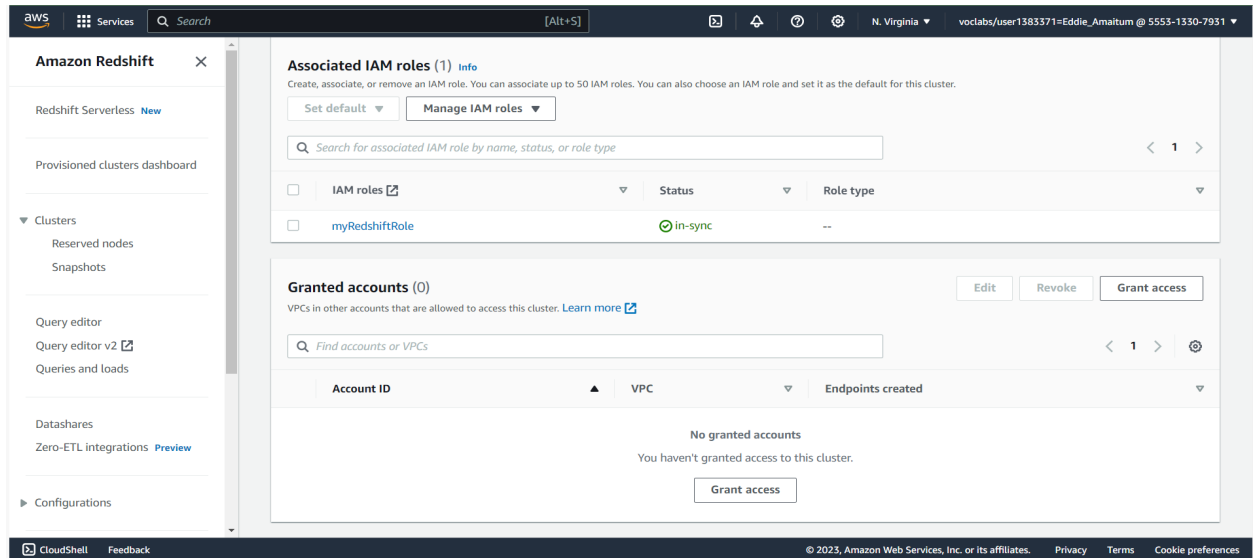 aws Services Search [Alt+S] N. Virginia voclabs/user1383371=Eddie_Amaitum @ 5553-1330-7931
Amazon Redshift
Redshift Serverless New
Provisioned clusters dashboard
Clusters
Reserved nodes
Snapshots
Query editor
Query editor v2
Queries and loads
Datashares
Zero-ETL integrations Preview
Configurations
Associated IAM roles (1) Info
Create, associate, or remove an IAM role. You can associate up to 50 IAM roles. You can also choose an IAM role and set it as the default for this cluster.
Set default Manage IAM roles
Search for associated IAM role by name, status, or role type 1
IAM roles Status Role type
myRedshiftRole in-sync --
Granted accounts (0) Edit Revoke Grant access
VPCs in other accounts that are allowed to access this cluster. Learn more
Find accounts or VPCs 1
Account ID VPC Endpoints created
No granted accounts
You haven't granted access to this cluster.
Grant access
CloudShell Feedback © 2023, Amazon Web Services, Inc. or its affiliates. Privacy Terms Cookie preferences